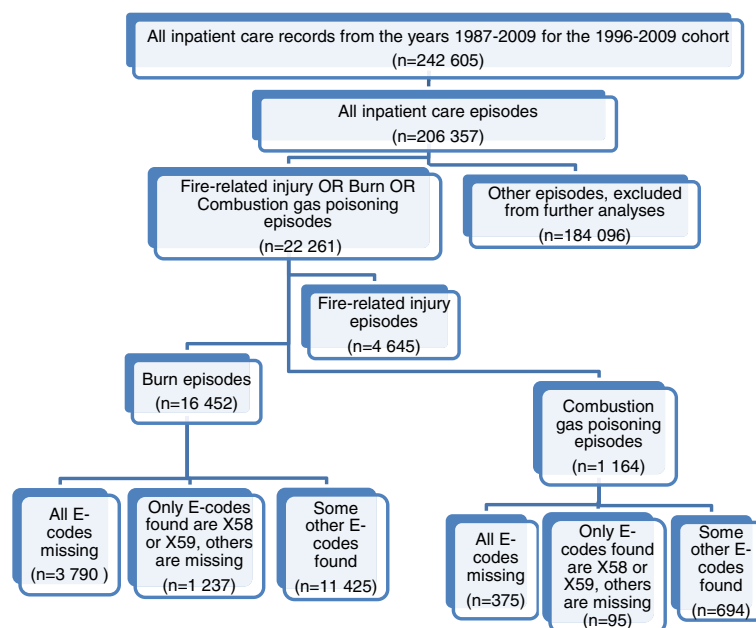 All inpatient care records from the years 1987-2009 for the 1996-2009 cohort
(n=242 605)
All inpatient care episodes
(n=206 357)
Fire-related injury OR Burn OR
Combustion gas poisoning
episodes
(n=22 261)
Other episodes, excluded
from further analyses
(n=184 096)
Fire-related injury
episodes
(n=4 645)
Burn episodes
(n=16 452)
Combustion
gas poisoning
episodes
(n=1 164)
All E-
codes
missing
(n=3 790 )
Only E-codes
found are X58
or X59, others
are missing
(n=1 237)
Some
other E-
codes
found
(n=11 425)
All E-
codes
missing
(n=375)
Only E-
codes found
are X58 or
X59, others
are missing
(n=95)
Some
other E-
codes
found
(n=694)